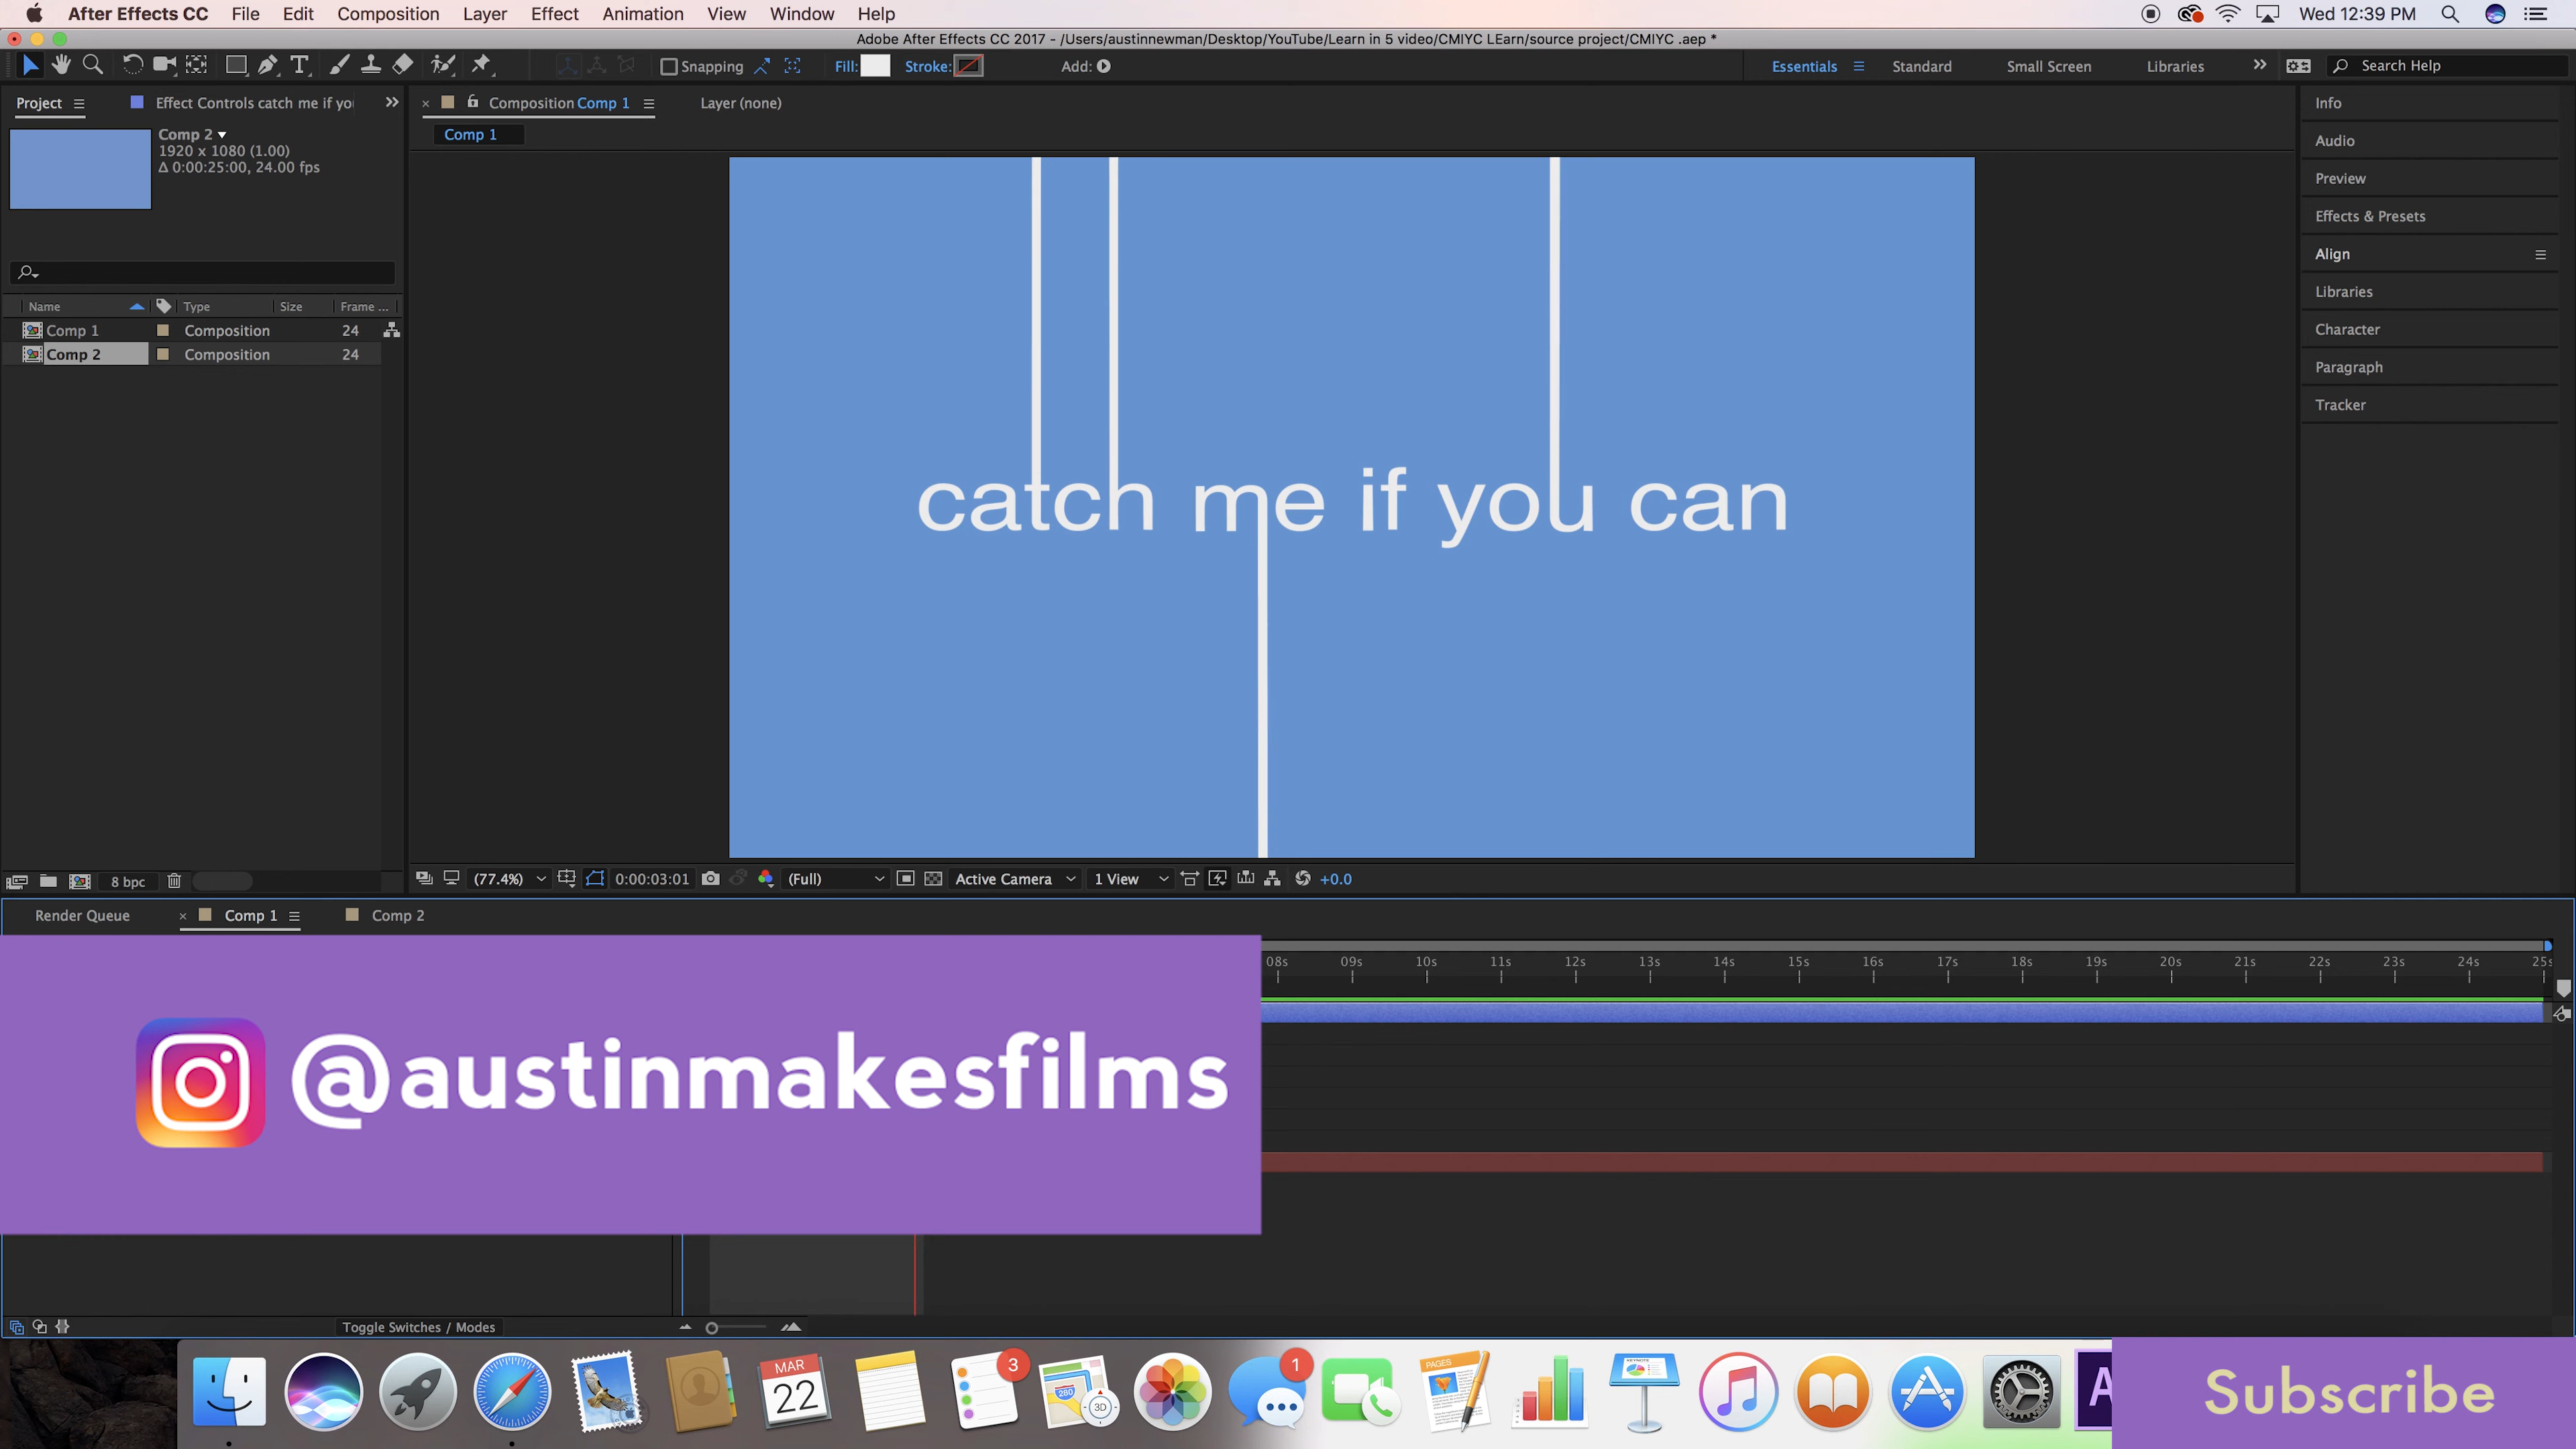 After Effects CC File Edit Composition Layer Effect Animation View Window Help Wed 12:39 PM
Adobe After Effects CC 2017 - /Users/austinnewman/Desktop/YouTube/Learn in 5 video/CMIYC LEarn/source project/CMIYC .aep *
Snapping Fill: Stroke: Add: Essentials Standard Small Screen Libraries Search Help
Project Effect Controls catch me if yo
Composition Comp 1 Layer (none)
Comp 1
Comp 2
1920 x 1080 (1.00)
Δ 0:00:25:00, 24.00 fps
Name Type Size Frame ...
Comp 1 Composition 24
Comp 2 Composition 24
8 bpc
catch me if you can
(77.4%) 0:00:03:01 (Full) Active Camera 1 View +0.0
Info
Audio
Preview
Effects & Presets
Align
Libraries
Character
Paragraph
Tracker
Render Queue Comp 1 Comp 2
08s 09s 10s 11s 12s 13s 14s 15s 16s 17s 18s 19s 20s 21s 22s 23s 24s 25s
@austinmakesfilms
Toggle Switches / Modes
MAR
22
3
280
3D
1
PAGES
KEYNOTE
A
Subscribe